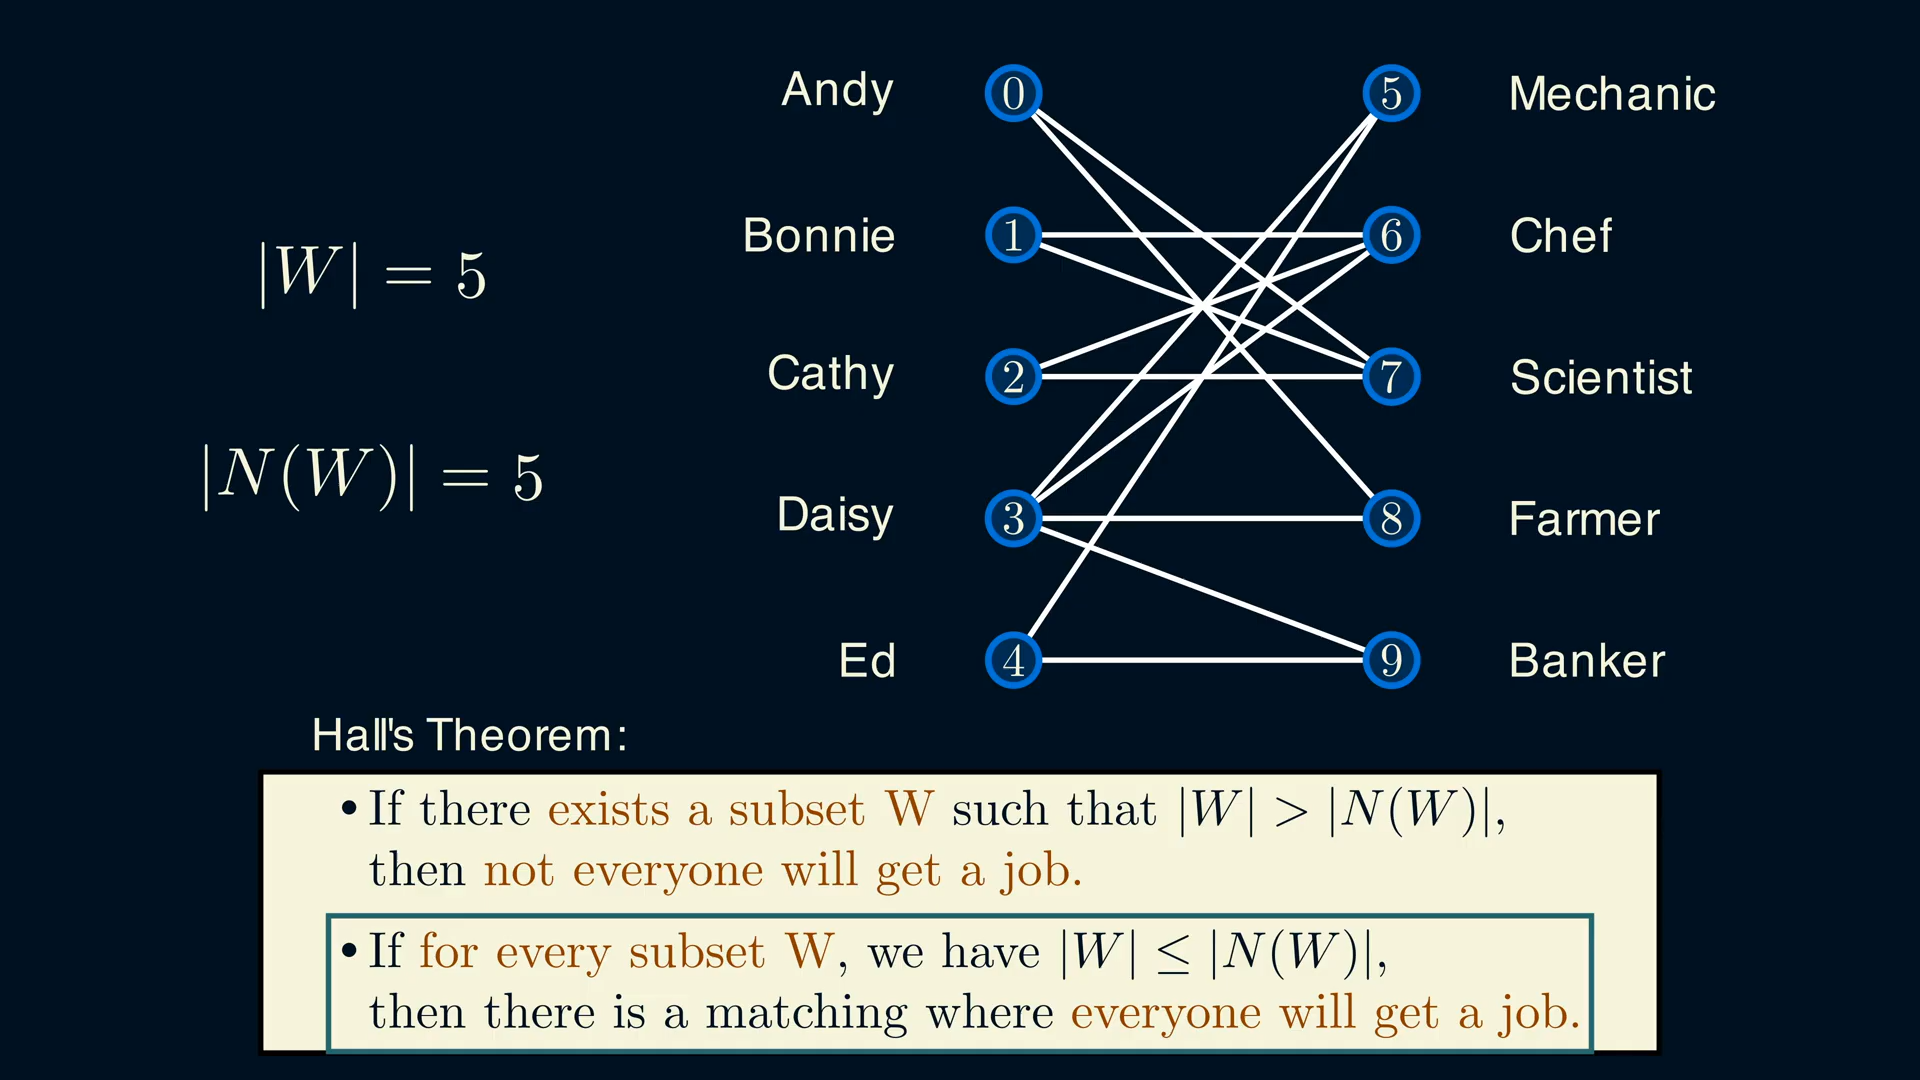 Andy 0 5 Mechanic
Bonnie 1 6 Chef
|W| = 5
Cathy 2 7 Scientist
|N(W)| = 5
Daisy 3 8 Farmer
Ed 4 9 Banker
Hall's Theorem:
• If there exists a subset W such that |W| > |N(W)|,
then not everyone will get a job.
• If for every subset W, we have |W| ≤ |N(W)|,
then there is a matching where everyone will get a job.